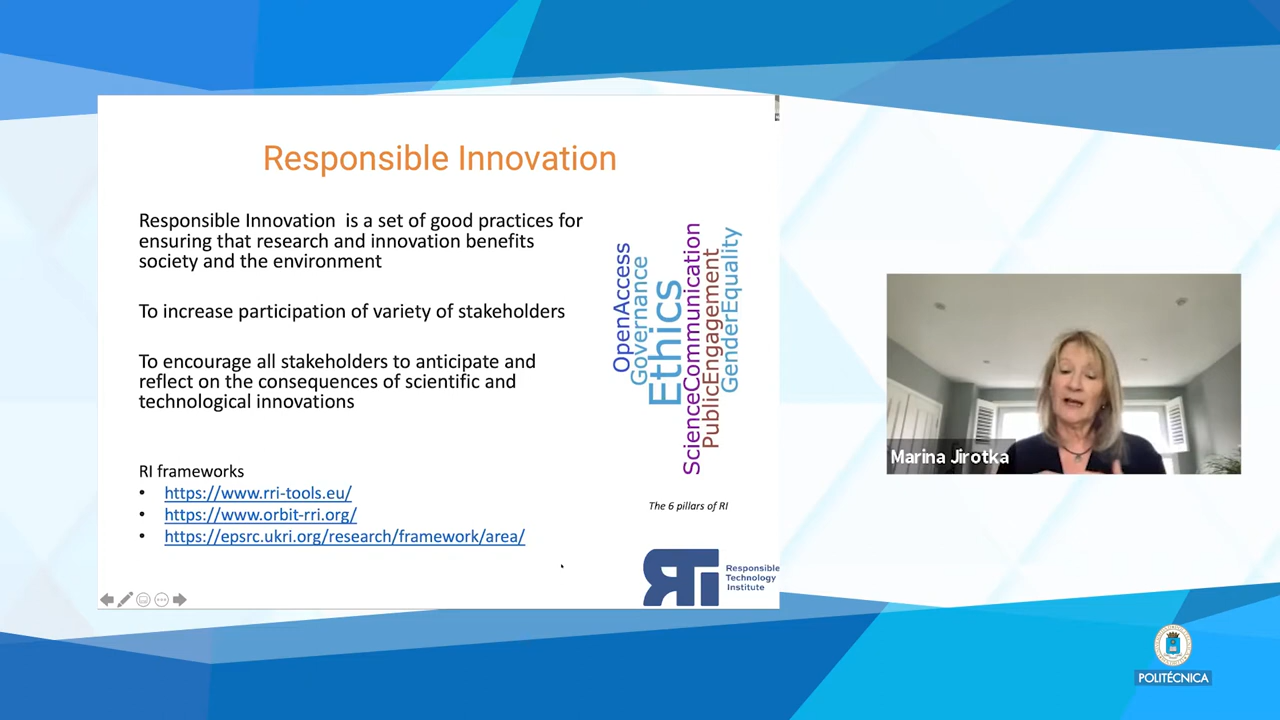 Responsible Innovation
Responsible Innovation is a set of good practices for
ensuring that research and innovation benefits
society and the environment
To increase participation of variety of stakeholders
To encourage all stakeholders to anticipate and
reflect on the consequences of scientific and
technological innovations
RI frameworks
• https://www.rri-tools.eu/
• https://www.orbit-rri.org/
• https://epsrc.ukri.org/research/framework/area/
OpenAccess
Governance
Ethics
ScienceCommunication
PublicEngagement
GenderEquality
The 6 pillars of RI
RTI
Responsible
Technology
Institute
Marina Jirotka
POLITÉCNICA